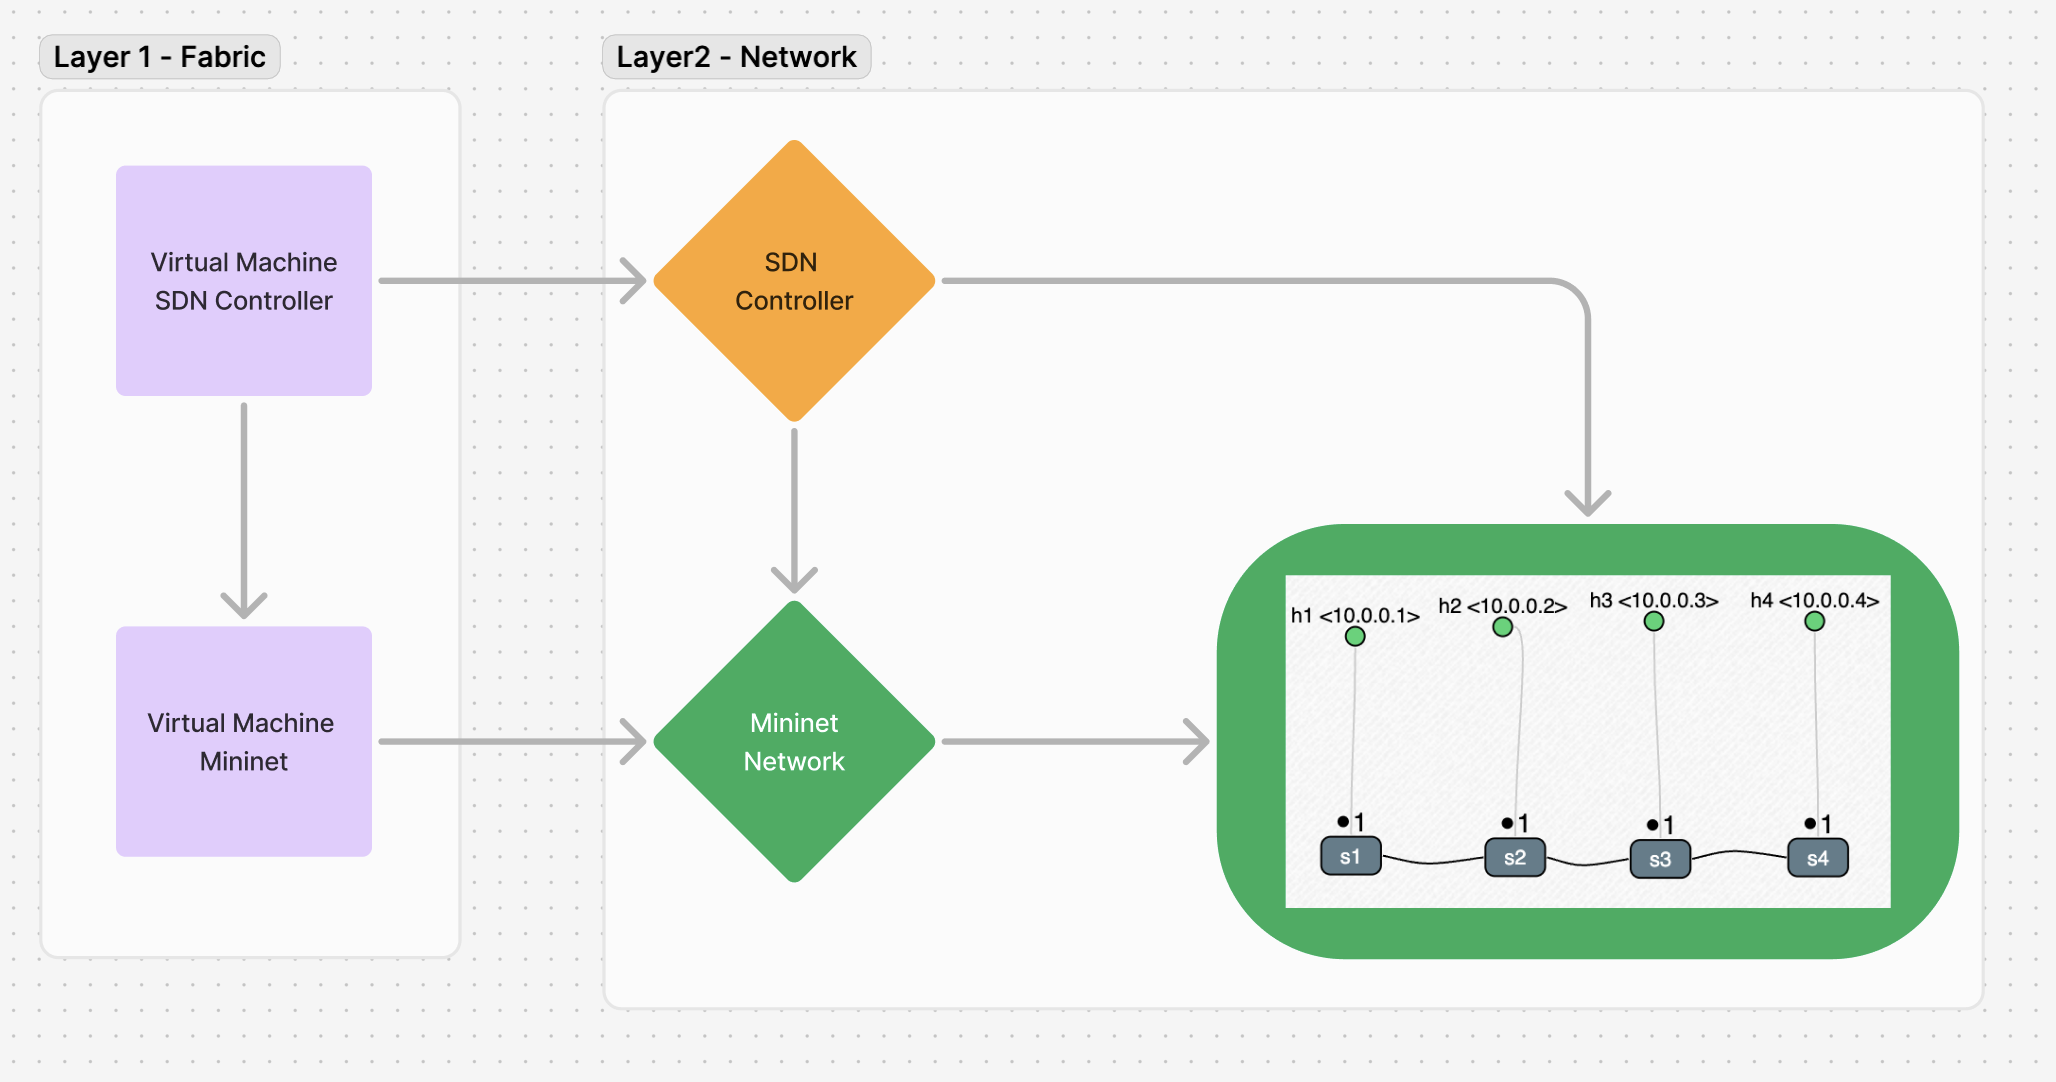 Layer 1 - Fabric
Layer2 - Network
Virtual Machine
SDN Controller
SDN
Controller
Virtual Machine
Mininet
Mininet
Network
h1 <10.0.0.1>
h2 <10.0.0.2>
h3 <10.0.0.3>
h4 <10.0.0.4>
1
1
1
1
s1
s2
s3
s4